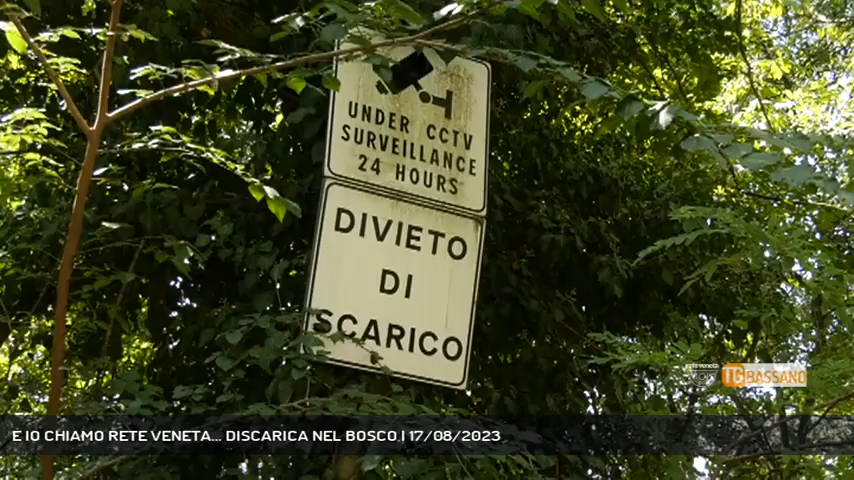 UNDER CCTV
SURVEILLANCE
24 HOURS
DIVIETO
DI
SCARICO
reteveneta
TG BASSANO
E IO CHIAMO RETE VENETA... DISCARICA NEL BOSCO. | 17/08/2023